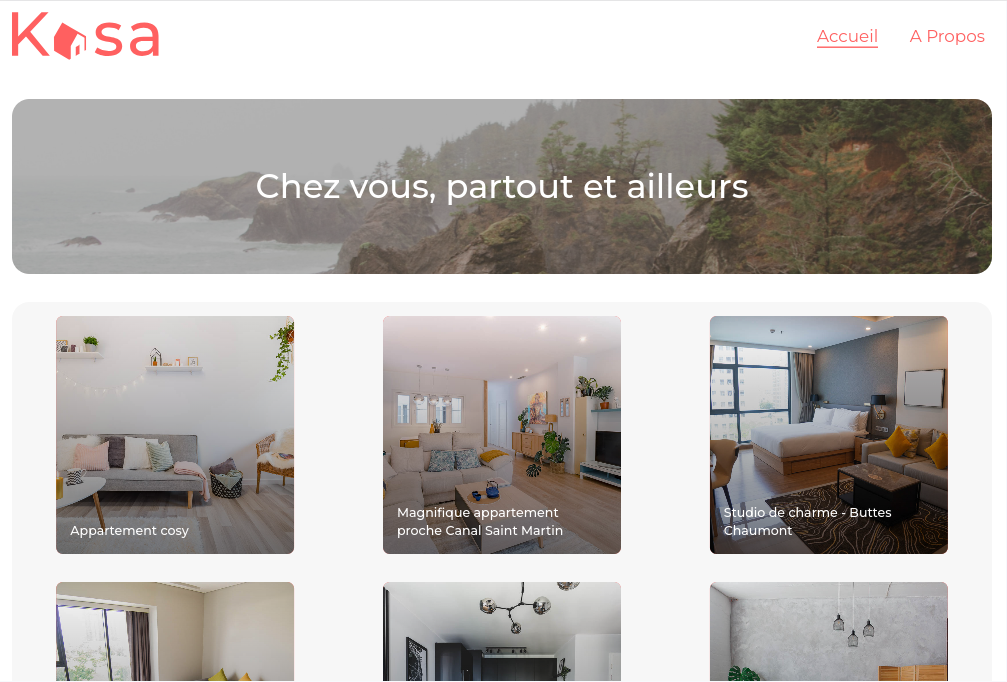 Kasa
Accueil
A Propos
Chez vous, partout et ailleurs
Appartement cosy
Magnifique appartement
proche Canal Saint Martin
Studio de charme - Buttes
Chaumont